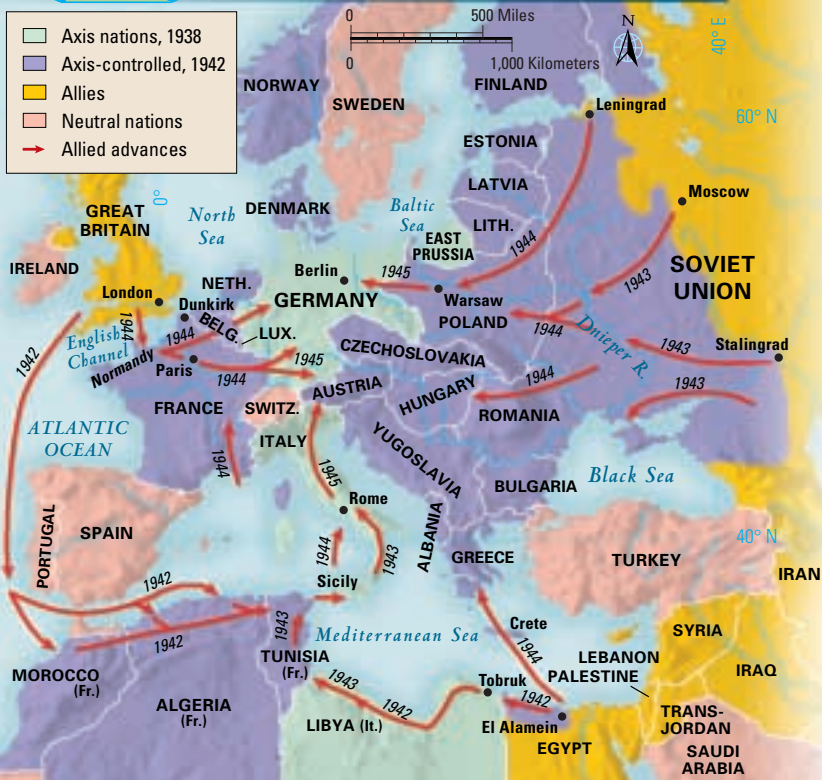 0 500 Miles
0 1,000 Kilometers
N
40° E
Axis nations, 1938
Axis-controlled, 1942
Allies
Neutral nations
Allied advances
NORWAY
SWEDEN
FINLAND
Leningrad
60° N
ESTONIA
LATVIA
LITH.
Moscow
0°
GREAT
BRITAIN
North
Sea
DENMARK
Baltic
Sea
EAST
PRUSSIA
1944
IRELAND
London
NETH.
Berlin
1945
GERMANY
Warsaw
POLAND
1943
SOVIET
UNION
Dunkirk
BELG.
LUX.
1944
1944
English
Channel
Normandy
Paris
1944
1945
CZECHOSLOVAKIA
1944
Dnieper R.
1943
Stalingrad
1942
FRANCE
SWITZ.
AUSTRIA
HUNGARY
1944
ROMANIA
1943
ATLANTIC
OCEAN
1944
ITALY
1945
YUGOSLAVIA
BULGARIA
Black Sea
PORTUGAL
SPAIN
Rome
1944
1943
ALBANIA
GREECE
TURKEY
40° N
IRAN
Sicily
1942
1942
1943
Mediterranean Sea
Crete
1944
SYRIA
LEBANON
PALESTINE
IRAQ
MOROCCO
(Fr.)
ALGERIA
(Fr.)
TUNISIA
(Fr.)
1943
1942
LIBYA (It.)
Tobruk
1942
El Alamein
EGYPT
TRANS-
JORDAN
SAUDI
ARABIA